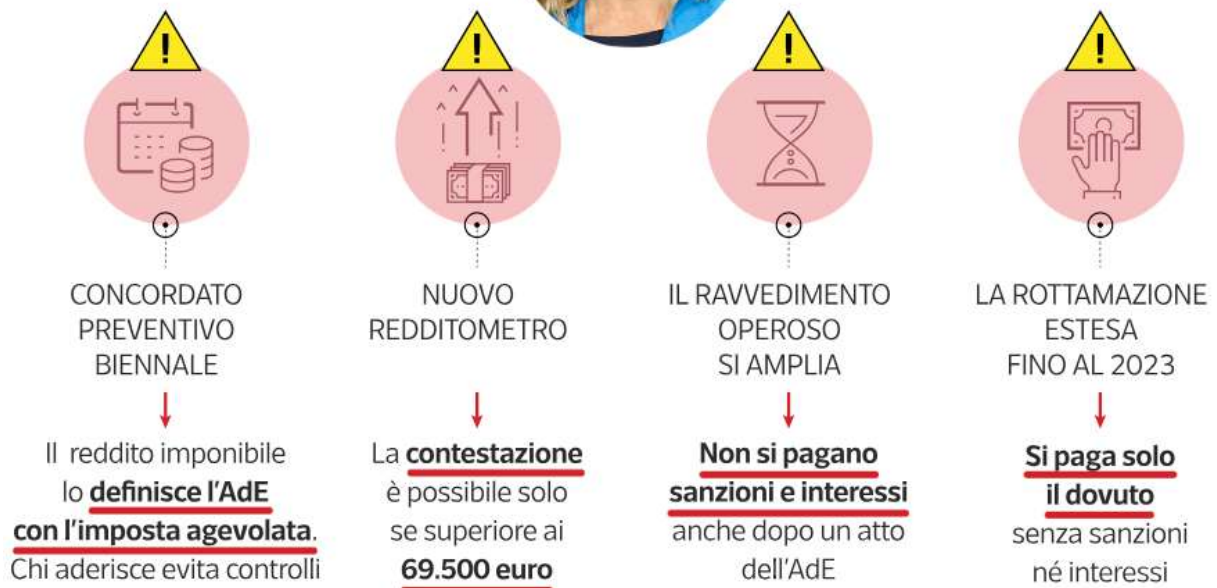 CONCORDATO
PREVENTIVO
BIENNALE
Il reddito imponibile
lo definisce l'AdE
con l'imposta agevolata.
Chi aderisce evita controlli
NUOVO
REDDITOMETRO
La contestazione
è possibile solo
se superiore ai
69.500 euro
IL RAVVEDIMENTO
OPEROSO
SI AMPLIA
Non si pagano
sanzioni e interessi
anche dopo un atto
dell'AdE
LA ROTTAMAZIONE
ESTESA
FINO AL 2023
Si paga solo
il dovuto
senza sanzioni
né interessi